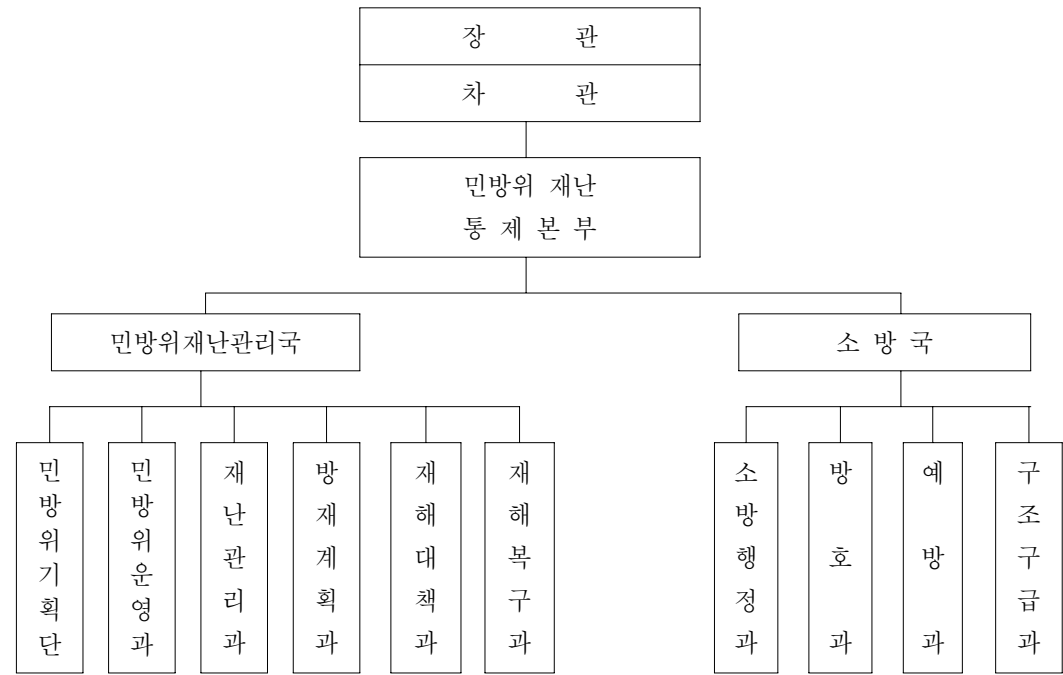 장 관
차 관
민방위 재난
통 제 본 부
민방위재난관리국
소 방 국
민방위기획단
민방위운영과
재난관리과
방재계획과
재해대책과
재해복구과
소방행정과
방호과
예방과
구조구급과